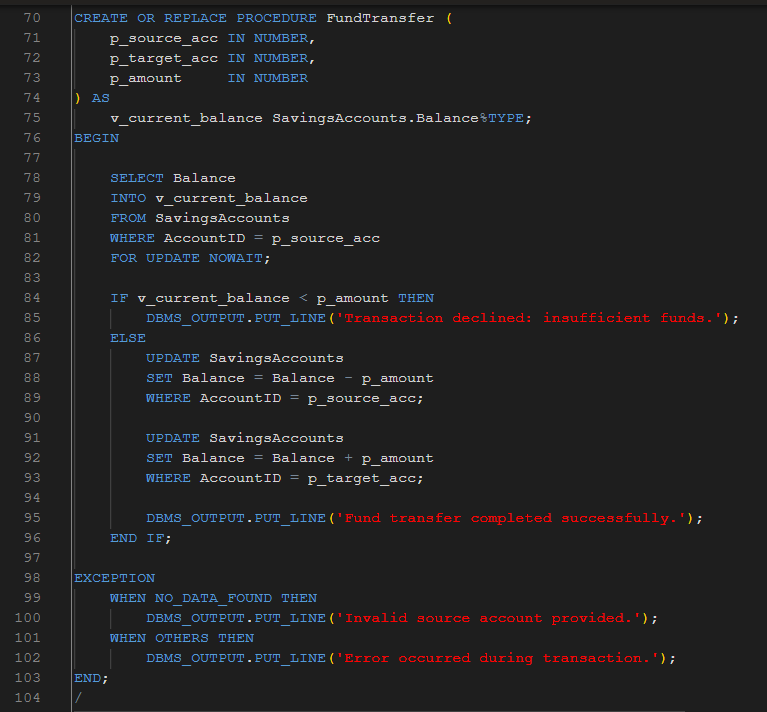 70 CREATE OR REPLACE PROCEDURE FundTransfer (
71     p_source_acc IN NUMBER,
72     p_target_acc IN NUMBER,
73     p_amount     IN NUMBER
74 ) AS
75     v_current_balance SavingsAccounts.Balance%TYPE;
76 BEGIN
77
78     SELECT Balance
79     INTO v_current_balance
80     FROM SavingsAccounts
81     WHERE AccountID = p_source_acc
82     FOR UPDATE NOWAIT;
83
84     IF v_current_balance < p_amount THEN
85         DBMS_OUTPUT.PUT_LINE('Transaction declined: insufficient funds.');
86     ELSE
87         UPDATE SavingsAccounts
88         SET Balance = Balance - p_amount
89         WHERE AccountID = p_source_acc;
90
91         UPDATE SavingsAccounts
92         SET Balance = Balance + p_amount
93         WHERE AccountID = p_target_acc;
94
95         DBMS_OUTPUT.PUT_LINE('Fund transfer completed successfully.');
96     END IF;
97
98 EXCEPTION
99     WHEN NO_DATA_FOUND THEN
100         DBMS_OUTPUT.PUT_LINE('Invalid source account provided.');
101     WHEN OTHERS THEN
102         DBMS_OUTPUT.PUT_LINE('Error occurred during transaction.');
103 END;
104 /